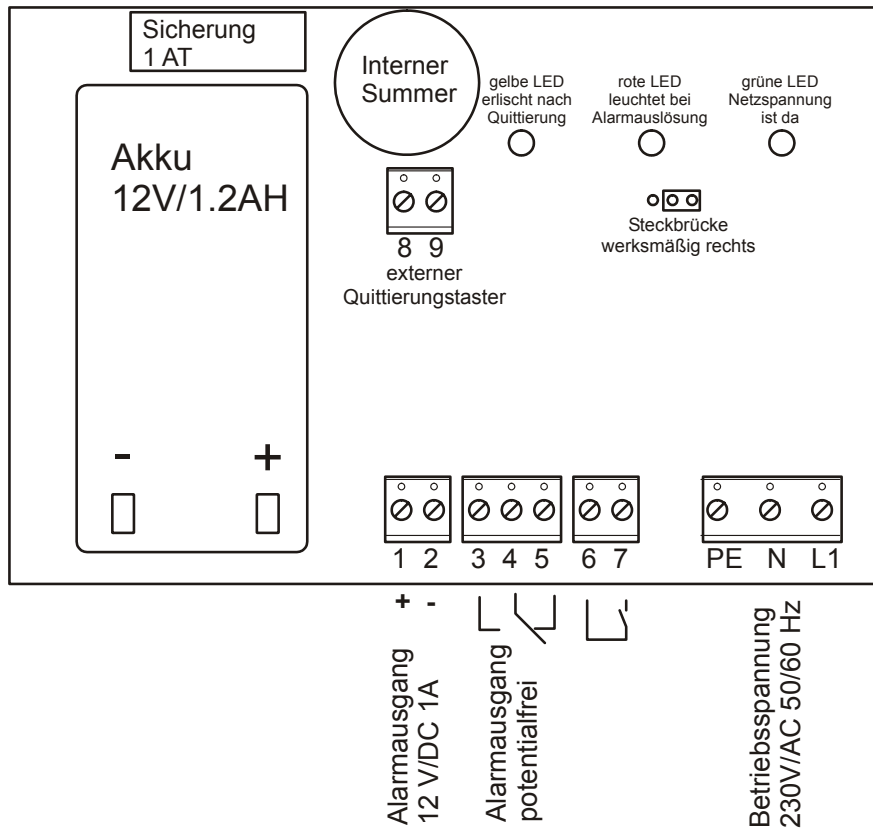 Sicherung
1 AT
Interner
Summer
gelbe LED
erlischt nach
Quittierung
rote LED
leuchtet bei
Alarmauslösung
grüne LED
Netzspannung
ist da
Akku
12V/1.2AH
8 9
externer
Quittierungstaster
Steckbrücke
werksmäßig rechts
- +
1 2 3 4 5 6 7 PE N L1
+ -
Alarmausgang
12 V/DC 1A
Alarmausgang
potentialfrei
Betriebsspannung
230V/AC 50/60 Hz